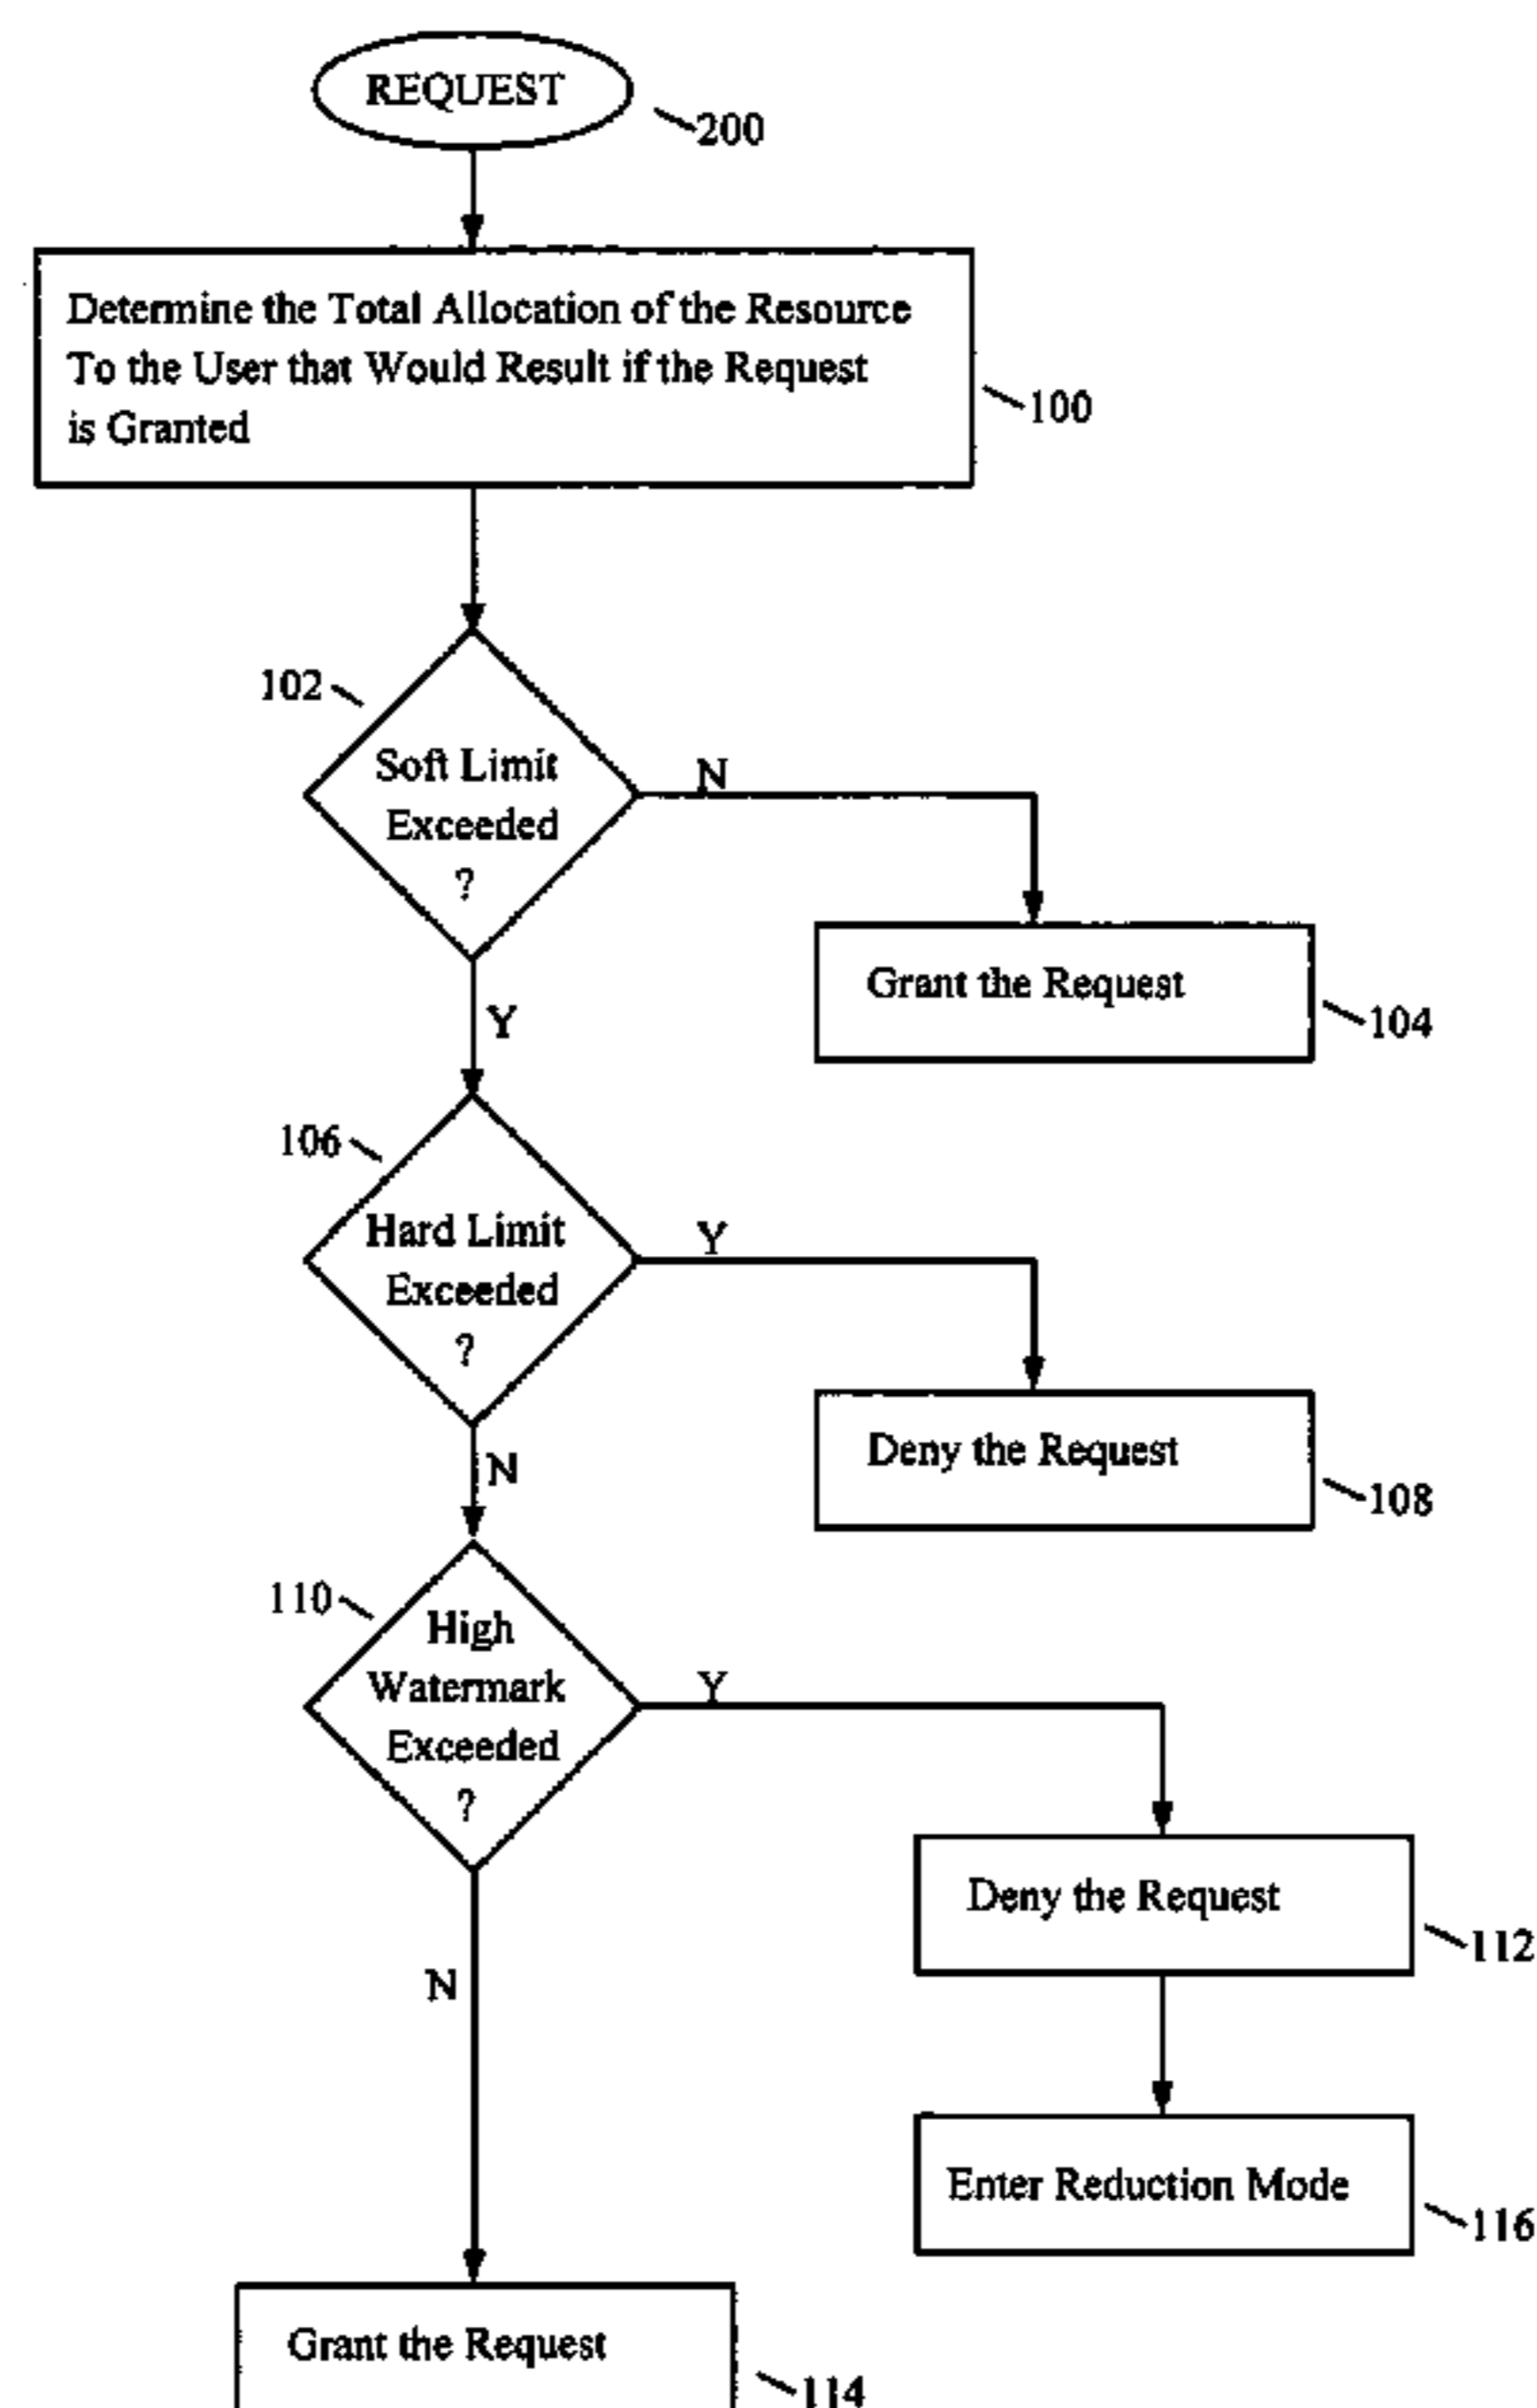 REQUEST
200
Determine the Total Allocation of the Resource
To the User that Would Result if the Request
is Granted
100
102
Soft Limit
Exceeded
?
N
Grant the Request
104
Y
106
Hard Limit
Exceeded
?
Y
Deny the Request
108
N
110
High
Watermark
Exceeded
?
Y
Deny the Request
112
N
Enter Reduction Mode
116
Grant the Request
114